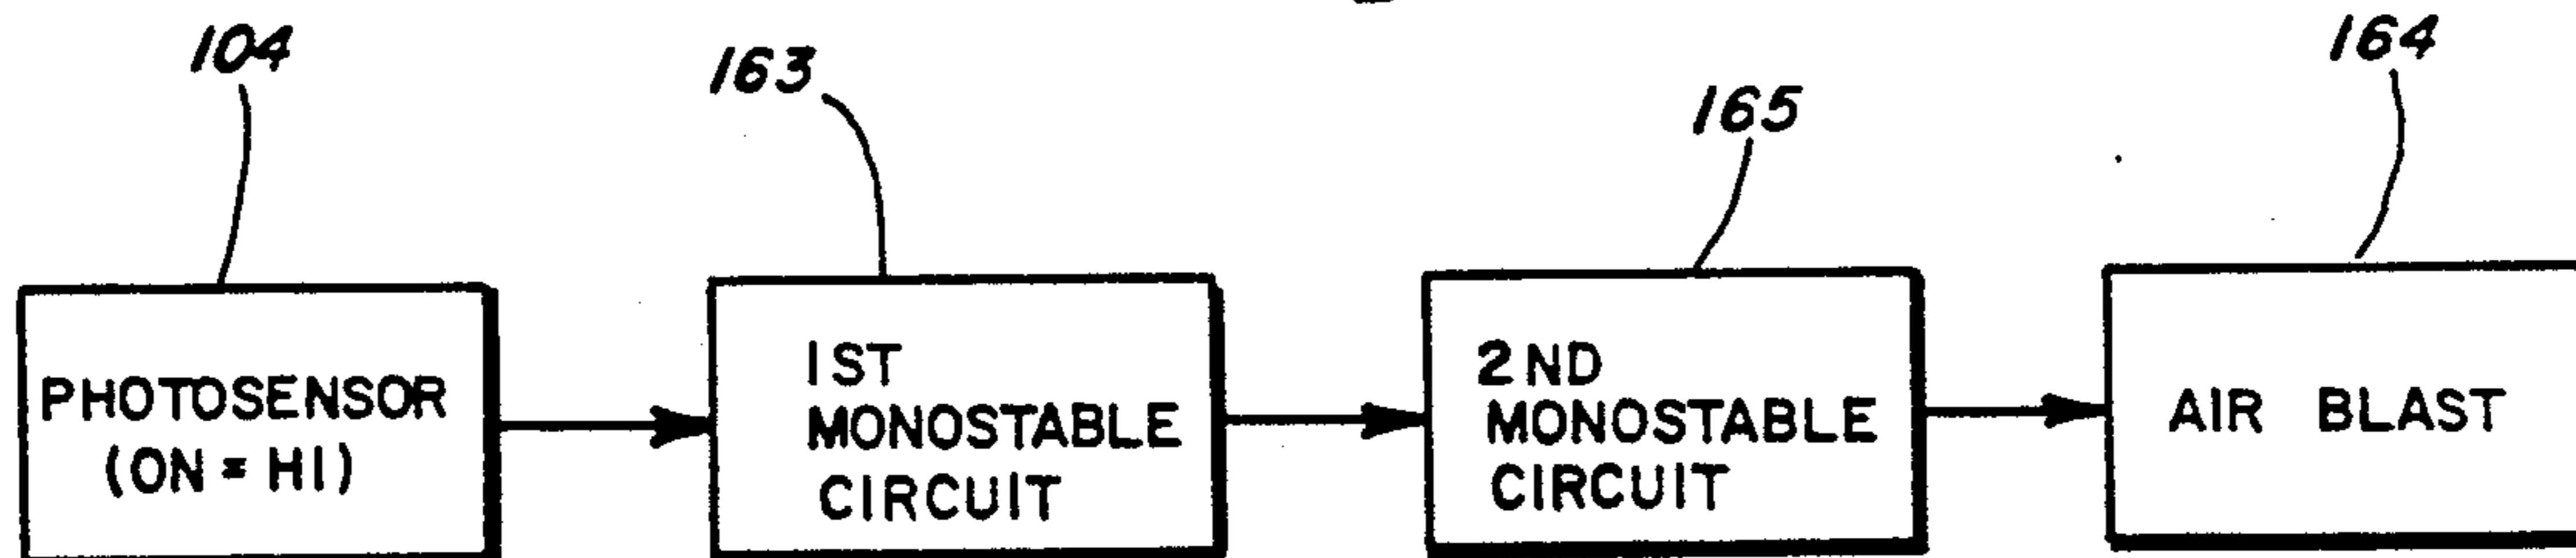 104
163
165
164
PHOTOSENSOR
(ON = HI)
1ST
MONOSTABLE
CIRCUIT
2ND
MONOSTABLE
CIRCUIT
AIR BLAST